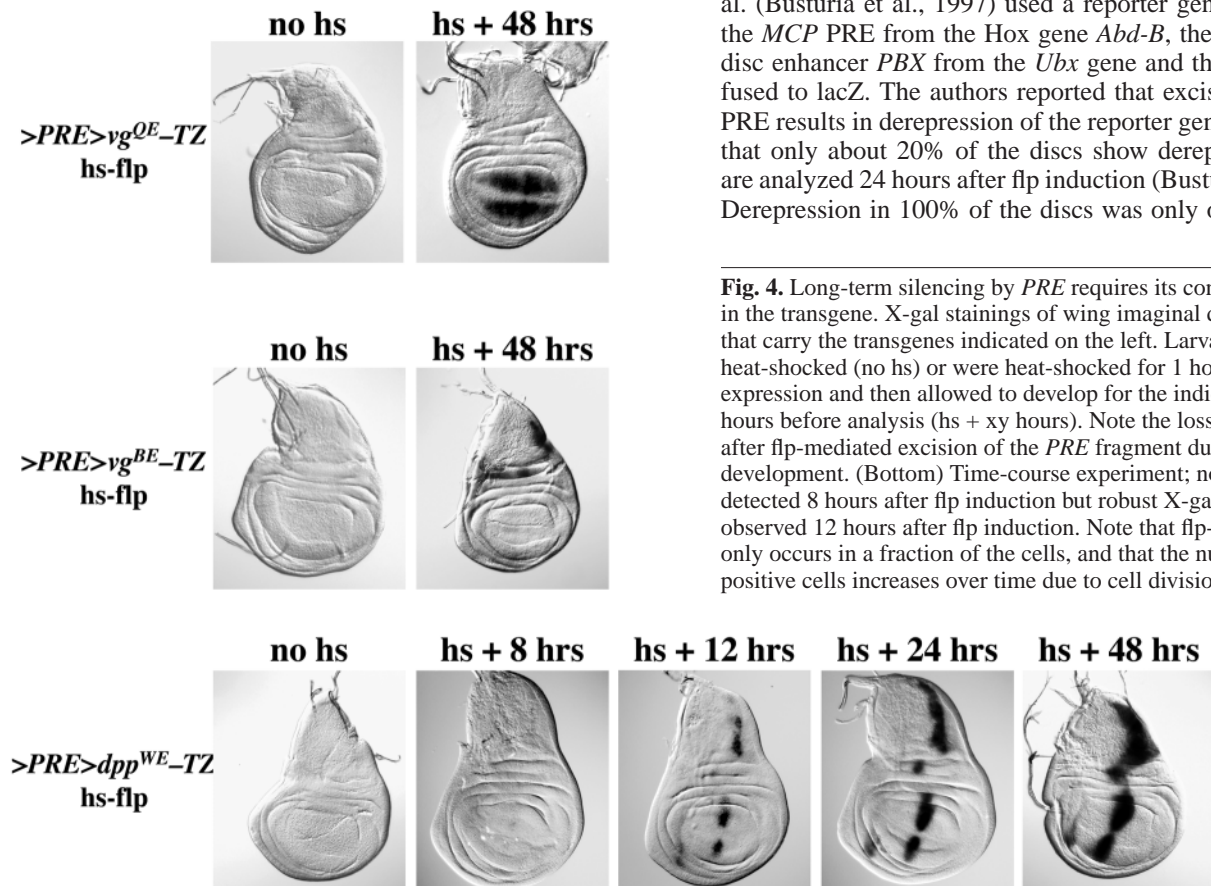 no hs hs + 48 hrs
>PRE>vg^QE–TZ
hs-flp
no hs hs + 48 hrs
>PRE>vg^BE–TZ
hs-flp
no hs hs + 8 hrs hs + 12 hrs hs + 24 hrs hs + 48 hrs
>PRE>dpp^WE–TZ
hs-flp
al. (Busturia et al., 1997) used a reporter gen
the MCP PRE from the Hox gene Abd-B, the
disc enhancer PBX from the Ubx gene and th
fused to lacZ. The authors reported that excis
PRE results in derepression of the reporter gen
that only about 20% of the discs show derep
are analyzed 24 hours after flp induction (Bust
Derepression in 100% of the discs was only o
Fig. 4. Long-term silencing by PRE requires its con
in the transgene. X-gal stainings of wing imaginal d
that carry the transgenes indicated on the left. Larva
heat-shocked (no hs) or were heat-shocked for 1 hou
expression and then allowed to develop for the indi
hours before analysis (hs + xy hours). Note the loss
after flp-mediated excision of the PRE fragment du
development. (Bottom) Time-course experiment; no
detected 8 hours after flp induction but robust X-gal
observed 12 hours after flp induction. Note that flp-
only occurs in a fraction of the cells, and that the nu
positive cells increases over time due to cell division